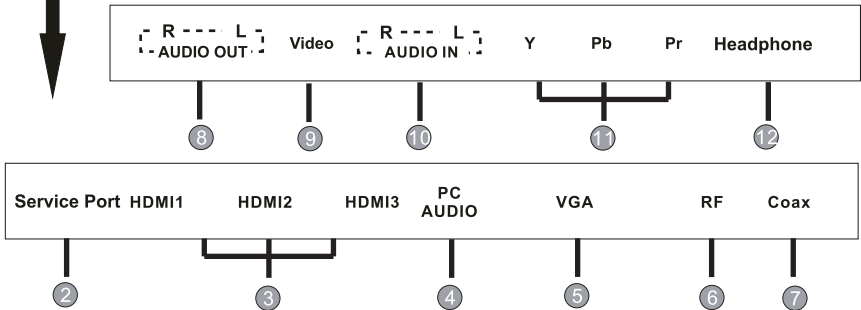 R L Video R L Y Pb Pr Headphone
AUDIO OUT AUDIO IN
8 9 10 11 12
Service Port HDMI1 HDMI2 HDMI3 PC AUDIO VGA RF Coax
2 3 4 5 6 7